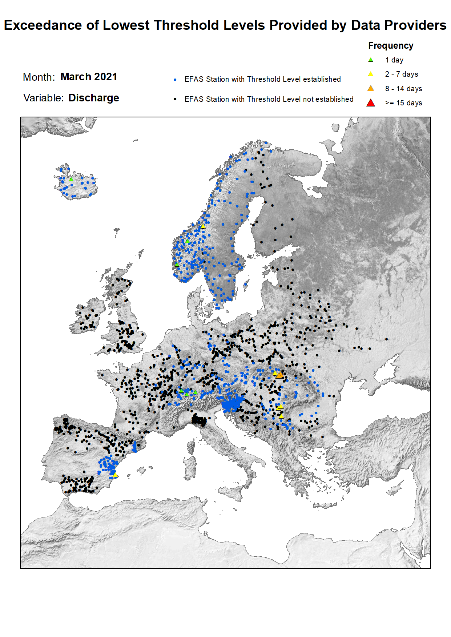 Exceedance of Lowest Threshold Levels Provided by Data Providers
Frequency
1 day
2 - 7 days
8 - 14 days
>= 15 days
Month: March 2021
Variable: Discharge
EFAS Station with Threshold Level established
EFAS Station with Threshold Level not established